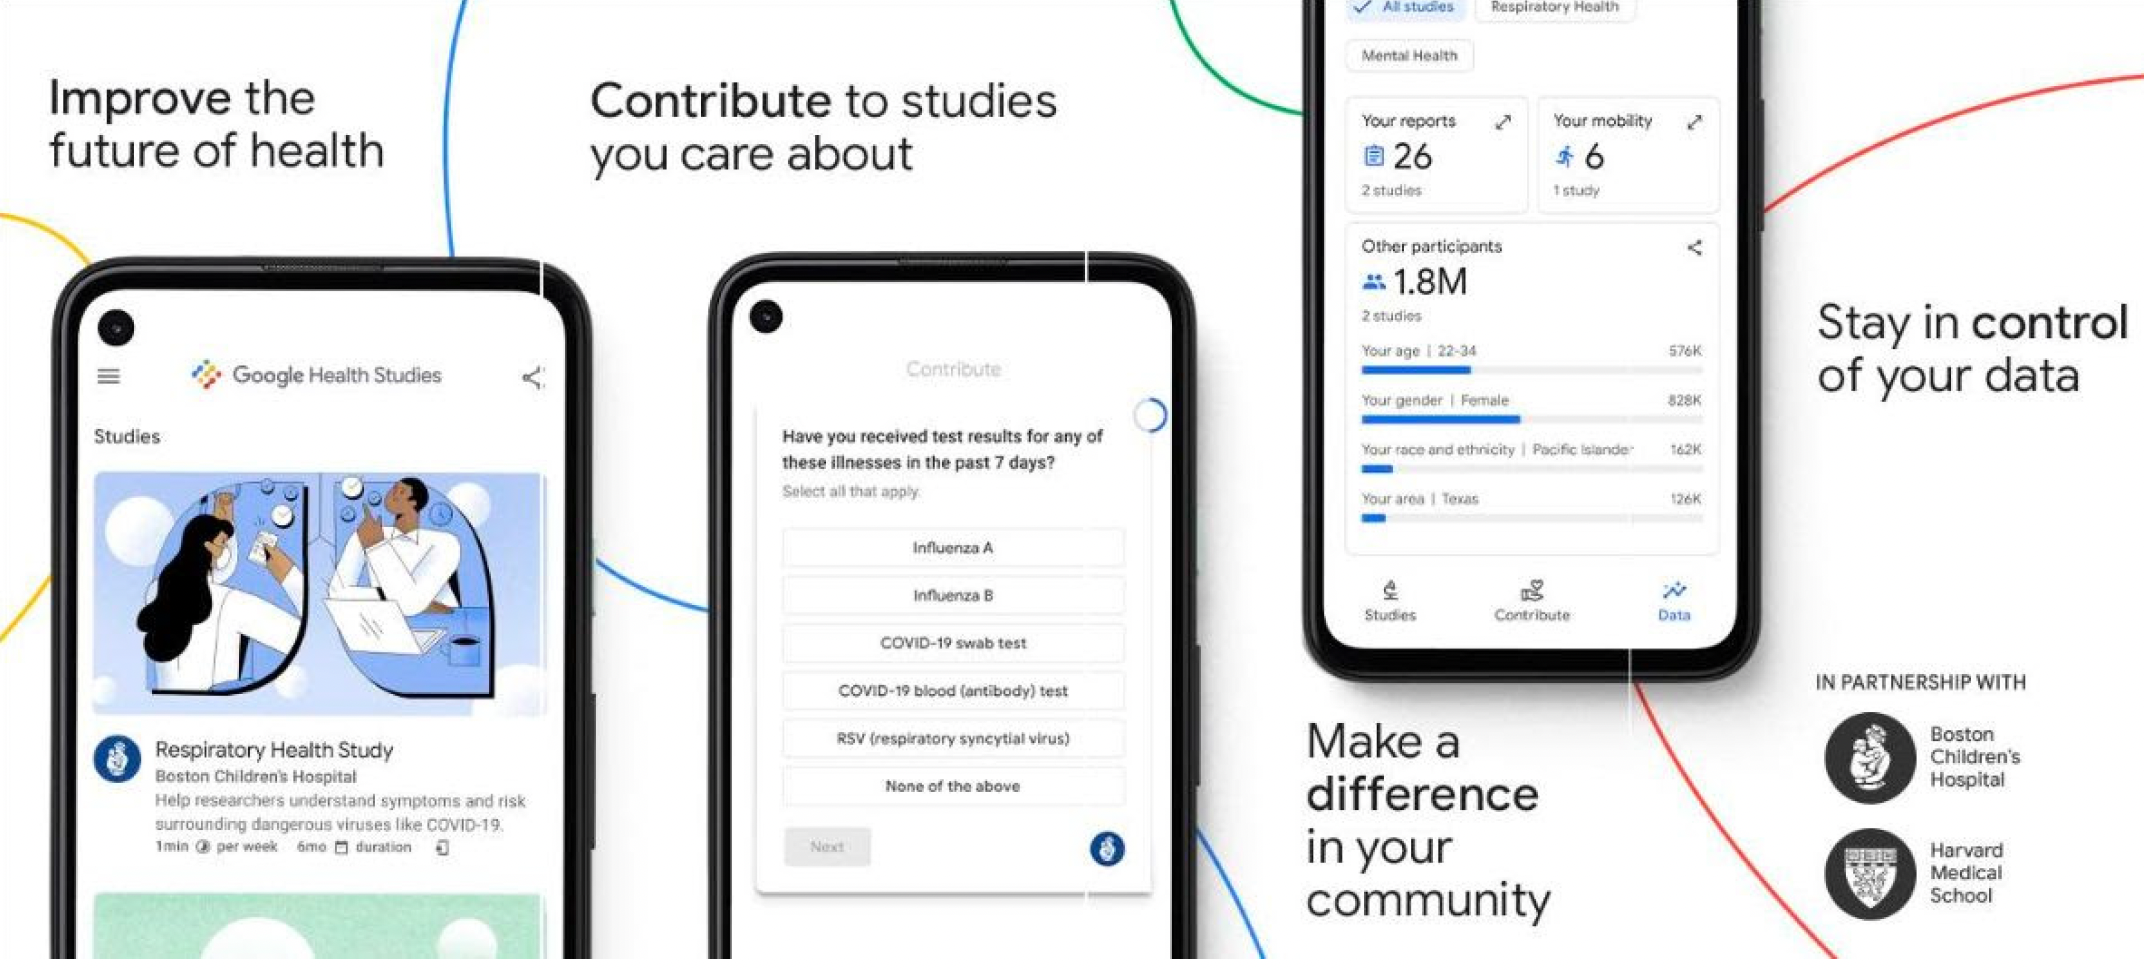 Improve the
future of health
Google Health Studies
Studies
Respiratory Health Study
Boston Children's Hospital
Help researchers understand symptoms and risk
surrounding dangerous viruses like COVID-19.
1min per week 6mo duration
Contribute to studies
you care about
Contribute
Have you received test results for any of
these illnesses in the past 7 days?
Select all that apply.
Influenza A
Influenza B
COVID-19 swab test
COVID-19 blood (antibody) test
RSV (respiratory syncytial virus)
None of the above
Next
All studies Respiratory Health
Mental Health
Your reports
26
2 studies
Your mobility
6
1 study
Other participants
1.8M
2 studies
Your age | 22-34 576K
Your gender | Female 828K
Your race and ethnicity | Pacific Islander 162K
Your area | Texas 126K
Studies Contribute Data
Make a
difference
in your
community
Stay in control
of your data
IN PARTNERSHIP WITH
Boston
Children's
Hospital
Harvard
Medical
School